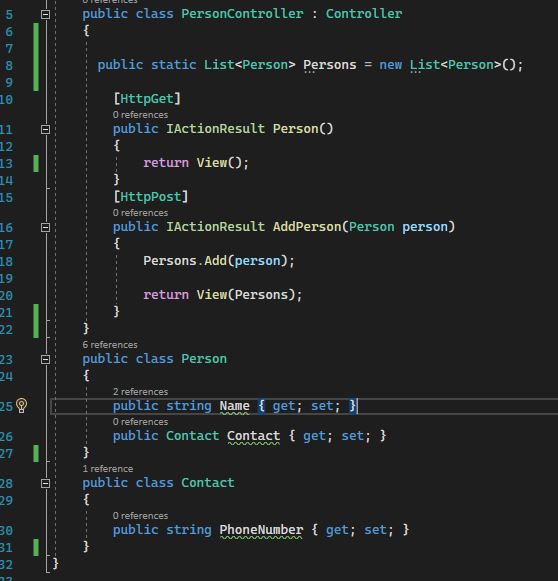 0 references
5 public class PersonController : Controller
6 {
7
8 public static List<Person> Persons = new List<Person>();
9
10 [HttpGet]
0 references
11 public IActionResult Person()
12 {
13 return View();
14 }
15 [HttpPost]
0 references
16 public IActionResult AddPerson(Person person)
17 {
18 Persons.Add(person);
19
20 return View(Persons);
21 }
22 }
6 references
23 public class Person
24 {
2 references
25 public string Name { get; set; }
0 references
26 public Contact Contact { get; set; }
27 }
1 reference
28 public class Contact
29 {
0 references
30 public string PhoneNumber { get; set; }
31 }
32 }